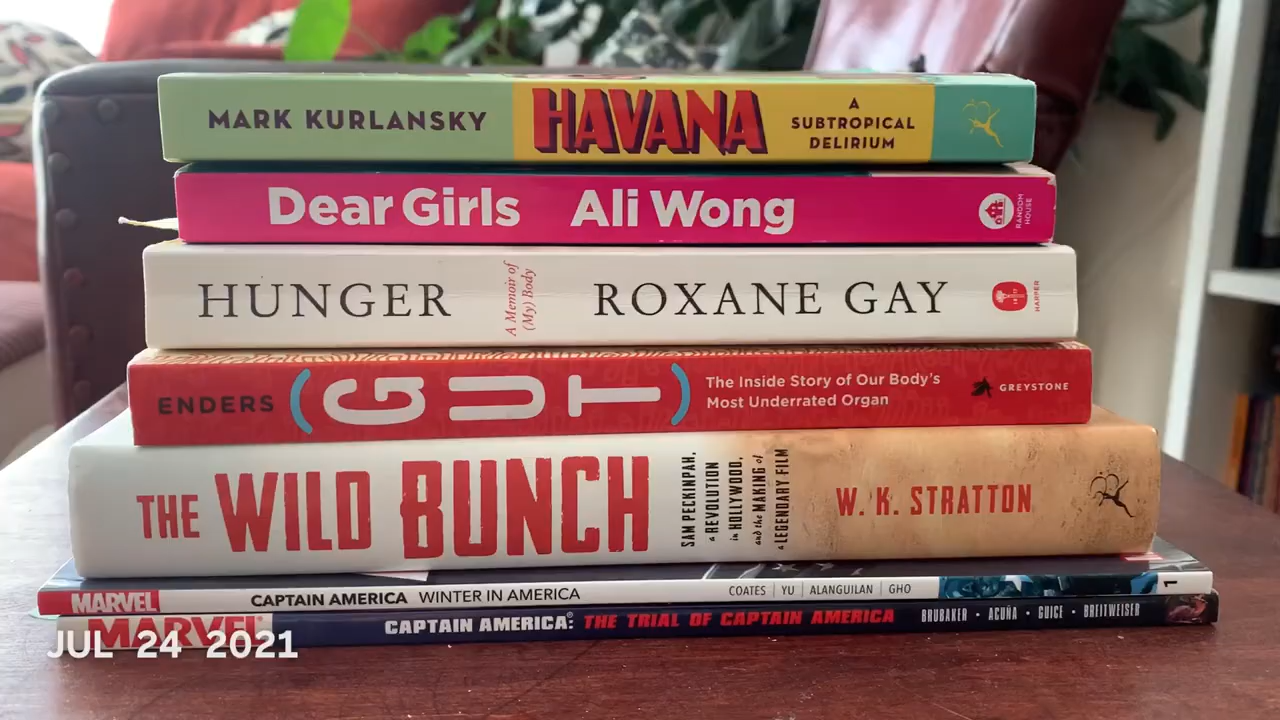 MARK KURLANSKY HAVANA A SUBTROPICAL DELIRIUM
Dear Girls Ali Wong RANDOM HOUSE
HUNGER A Memoir of (My) Body ROXANE GAY HARPER
ENDERS (GUT) The Inside Story of Our Body's Most Underrated Organ GREYSTONE
THE WILD BUNCH SAM PECKINPAH, a REVOLUTION in HOLLYWOOD, and the MAKING of a LEGENDARY FILM W. K. STRATTON
MARVEL CAPTAIN AMERICA WINTER IN AMERICA COATES | YU | ALANGUILAN | GHO 1
MARVEL CAPTAIN AMERICA: THE TRIAL OF CAPTAIN AMERICA BRUBAKER • ACUÑA • GUICE • BREITWEISER
JUL 24 2021